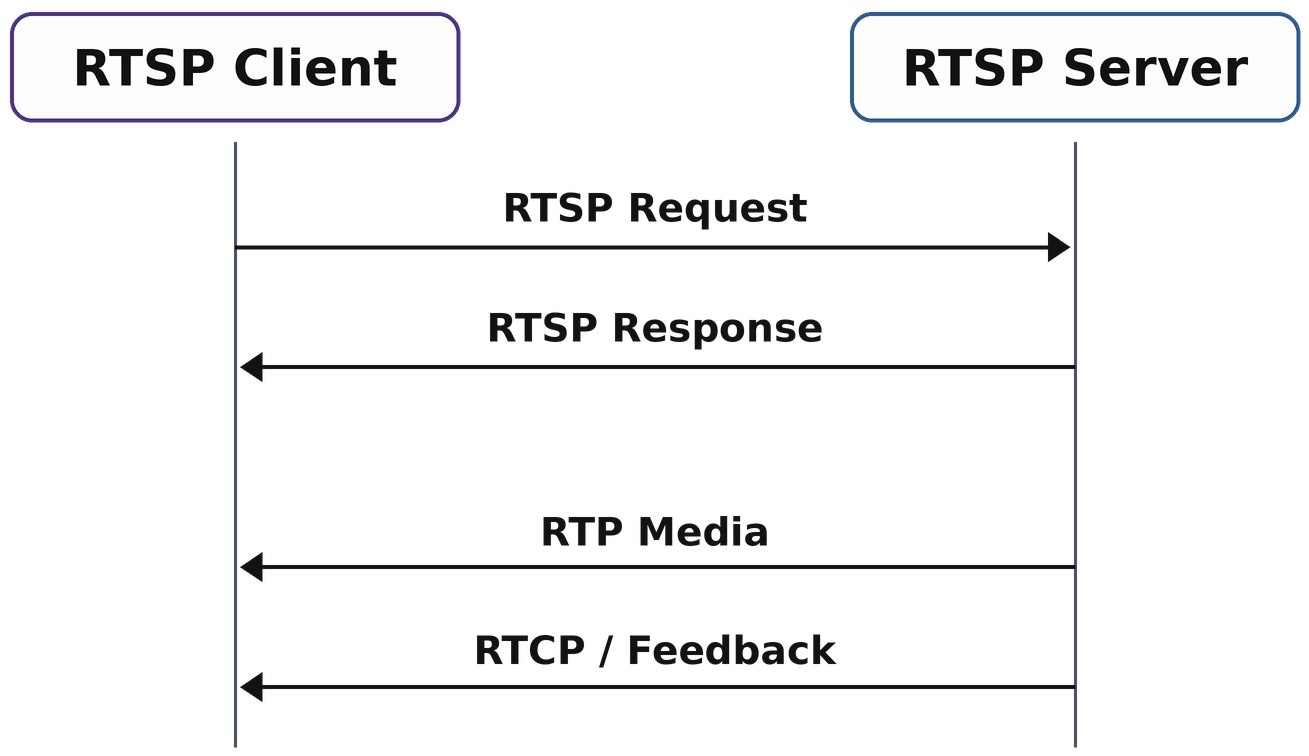 RTSP Client
RTSP Server
RTSP Request
RTSP Response
RTP Media
RTCP / Feedback